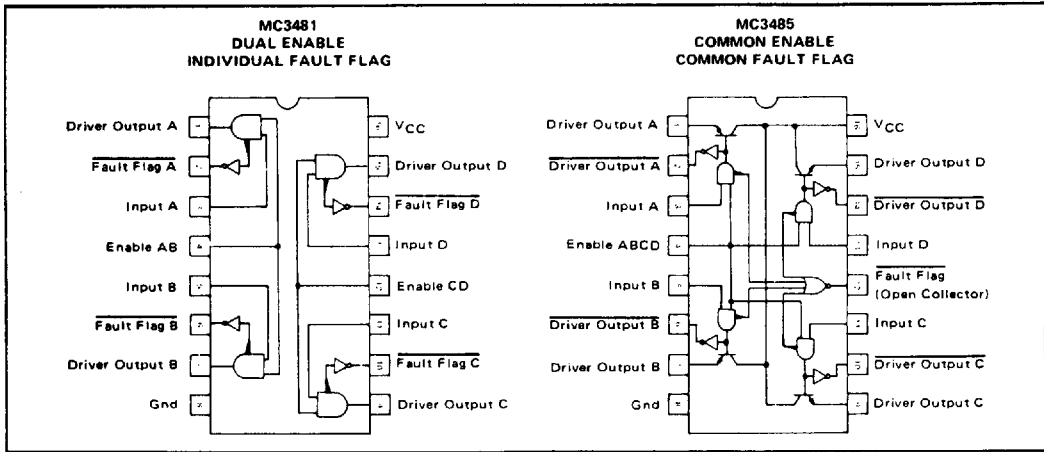 MC3481
DUAL ENABLE
INDIVIDUAL FAULT FLAG
Driver Output A
Fault Flag A
Input A
Enable AB
Input B
Fault Flag B
Driver Output B
Gnd
VCC
Driver Output D
Fault Flag D
Input D
Enable CD
Input C
Fault Flag C
Driver Output C
MC3485
COMMON ENABLE
COMMON FAULT FLAG
Driver Output A
Driver Output A
Input A
Enable ABCD
Input B
Driver Output B
Driver Output B
Gnd
VCC
Driver Output D
Driver Output D
Input D
Fault Flag
(Open Collector)
Input C
Driver Output C
Driver Output C